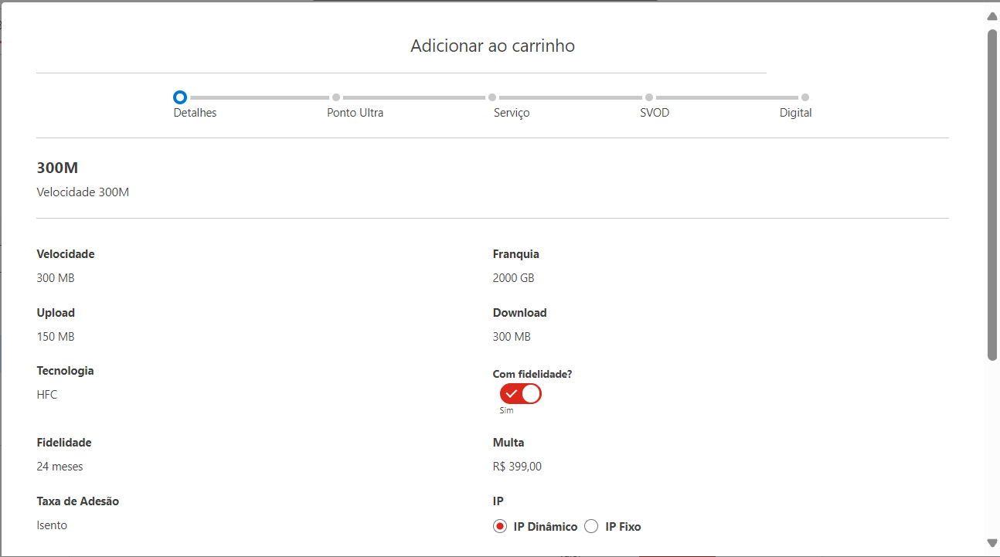 Adicionar ao carrinho
Detalhes
Ponto Ultra
Serviço
SVOD
Digital
300M
Velocidade 300M
Velocidade
300 MB
Franquia
2000 GB
Upload
150 MB
Download
300 MB
Tecnologia
HFC
Com fidelidade?
Sim
Fidelidade
24 meses
Multa
R$ 399,00
Taxa de Adesão
Isento
IP
IP Dinâmico
IP Fixo